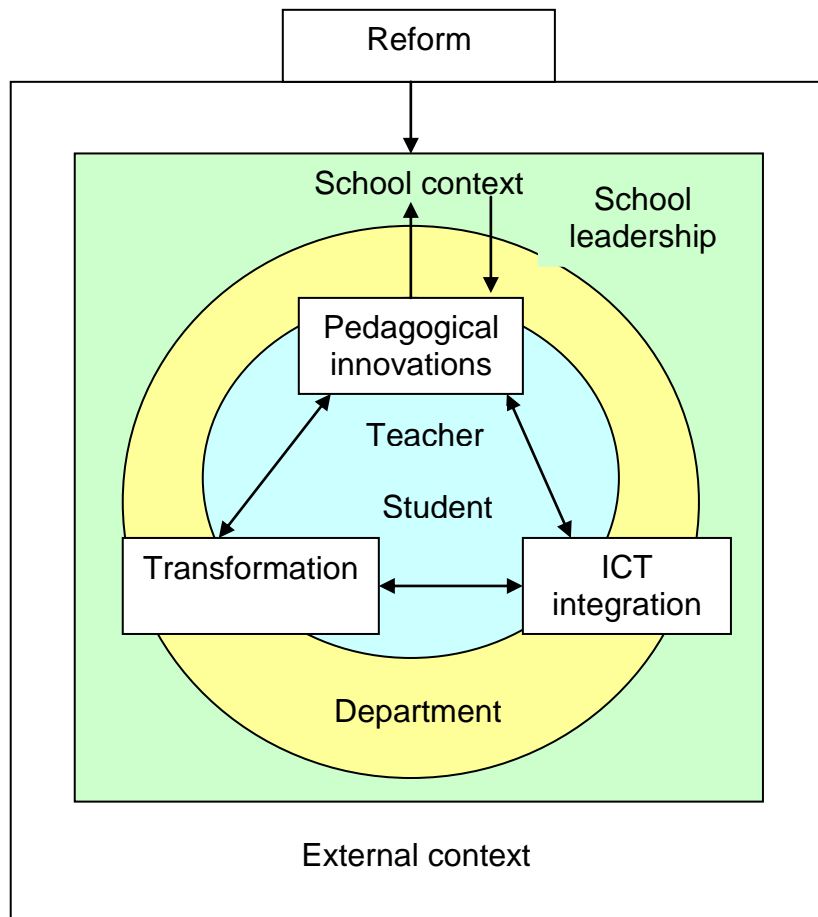 Reform
School context
School
leadership
Pedagogical
innovations
Teacher
Student
Transformation
ICT
integration
Department
External context